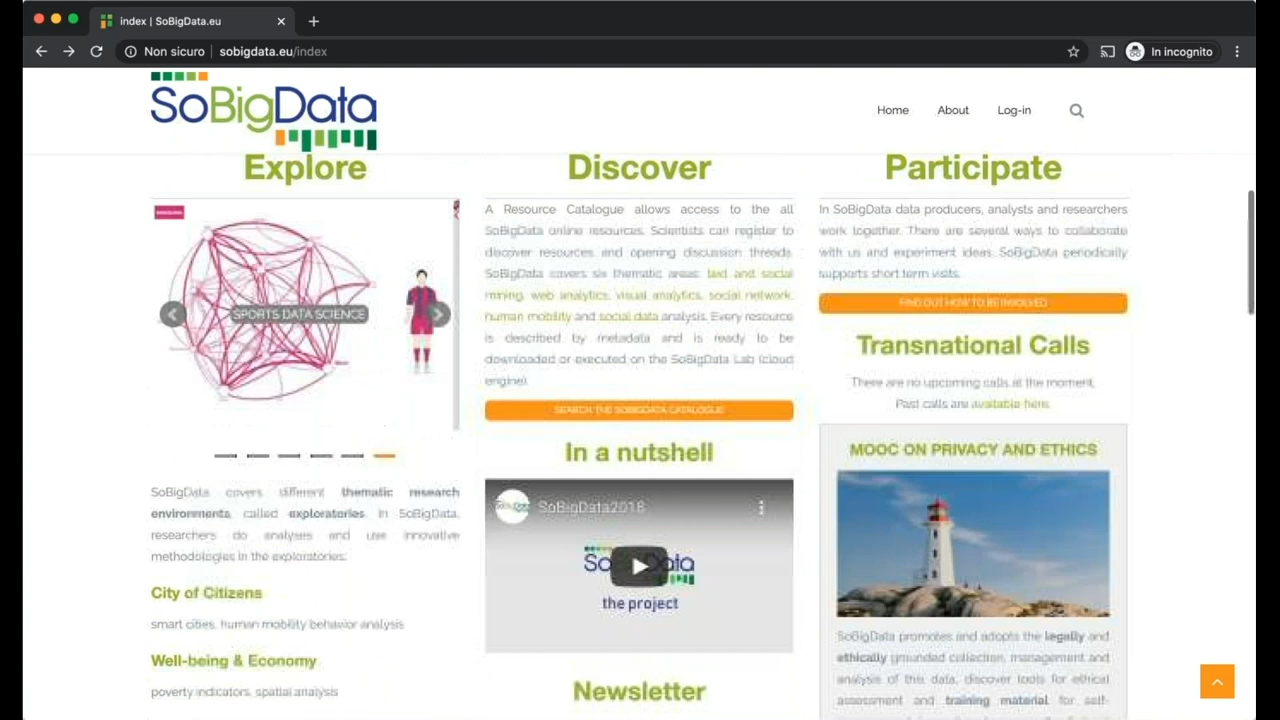 index | SoBigData.eu
Non sicuro
sobigdata.eu/index
In incognito
SoBigData
Home
About
Log-in
Explore
SPORTS DATA SCIENCE
SoBigData covers different thematic research
environments, called exploratories. In SoBigData,
researchers do analyses and use innovative
methodologies in the exploratories:
City of Citizens
smart cities, human mobility behavior analysis
Well-being & Economy
poverty indicators, spatial analysis
Discover
A Resource Catalogue allows access to the all
SoBigData online resources. Scientists can register to
discover resources and opening discussion threads.
SoBigData covers six thematic areas: text and social
mining, web analytics, visual analytics, social network,
human mobility and social data analysis. Every resource
is described by metadata and is ready to be
downloaded or executed on the SoBigData Lab (cloud
engine).
SEARCH THE SOBIGDATA CATALOGUE
In a nutshell
SoBigData2018
SoBigData
the project
Newsletter
Participate
In SoBigData data producers, analysts and researchers
work together. There are several ways to collaborate
with us and experiment ideas. SoBigData periodically
supports short term visits.
FIND OUT HOW TO BE INVOLVED
Transnational Calls
There are no upcoming calls at the moment.
Past calls are available here.
MOOC ON PRIVACY AND ETHICS
SoBigData promotes and adopts the legally and
ethically grounded collection, management and
analysis of this data, discover tools for ethical
assessment and training material for self-